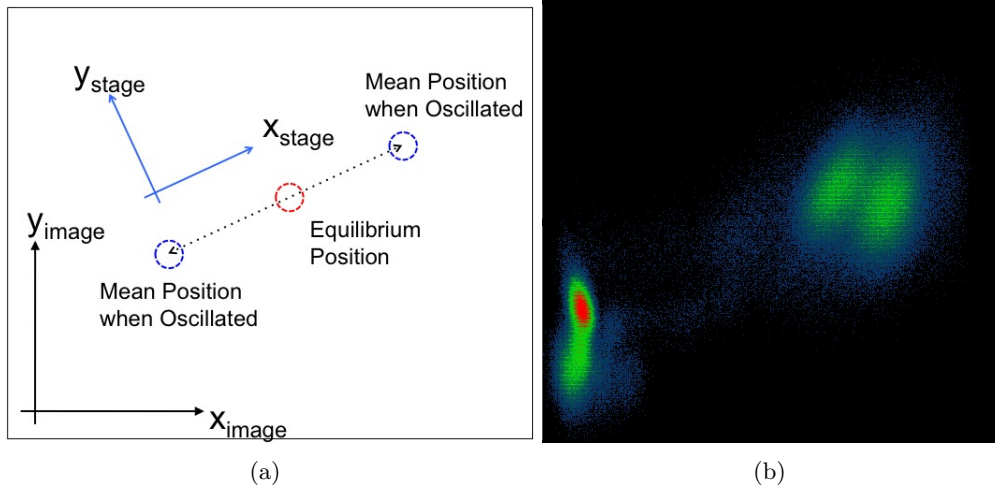 y_stage
Mean Position
when Oscillated
x_stage
y_image
Equilibrium
Position
Mean Position
when Oscillated
x_image
(a)
(b)